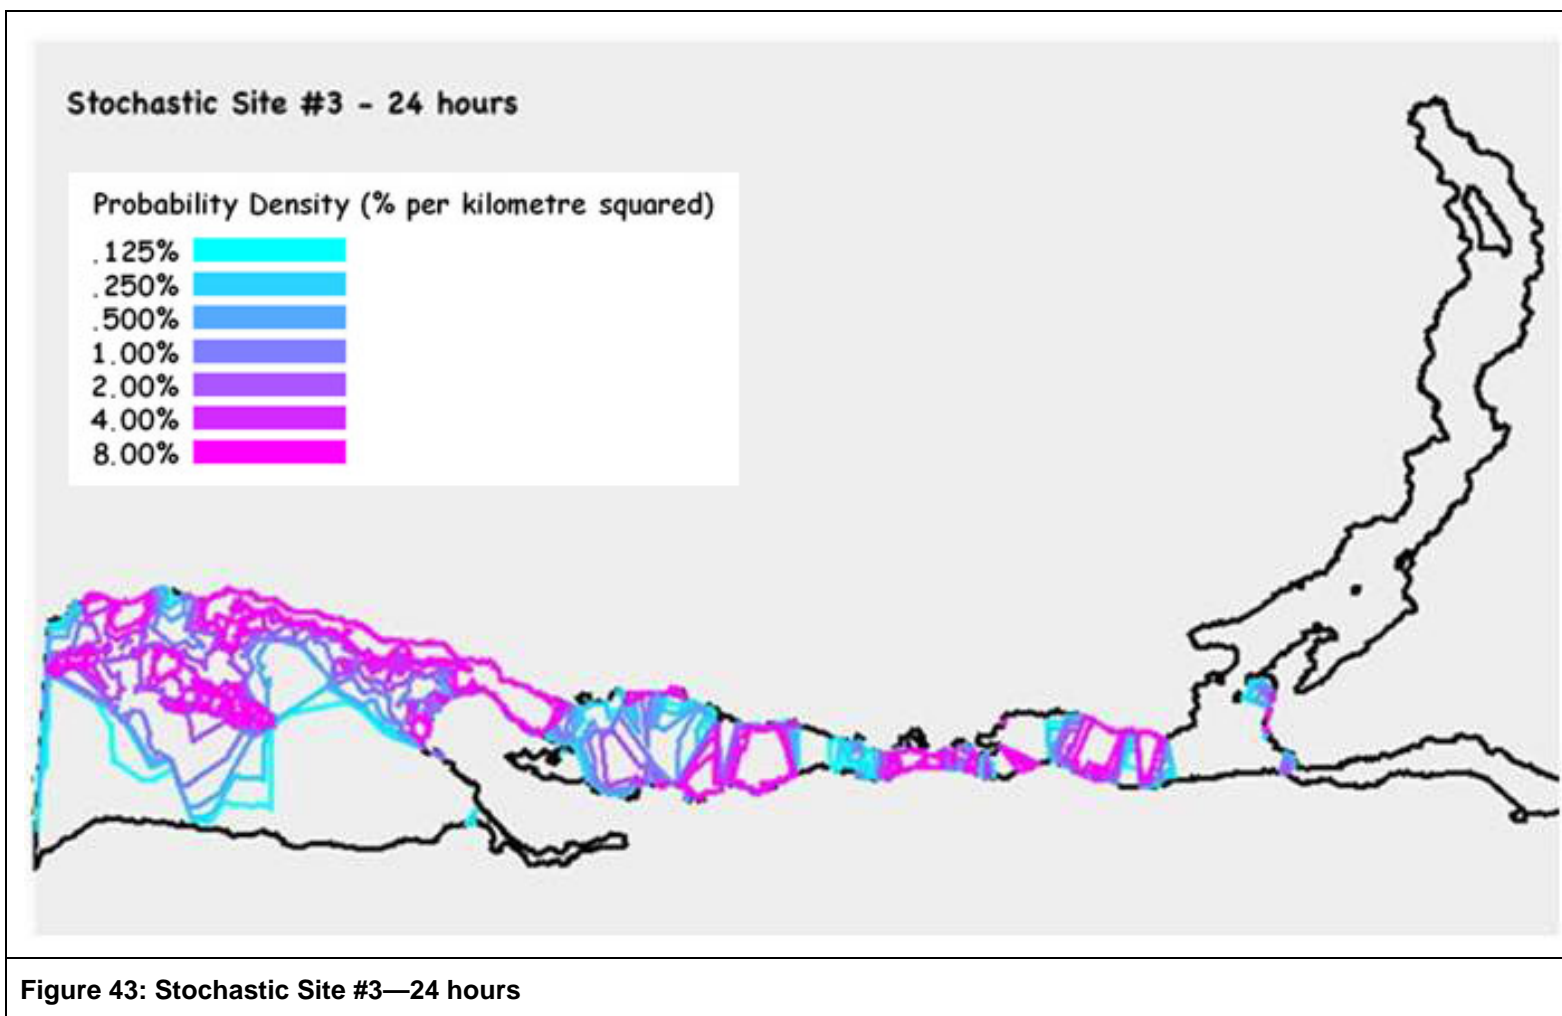 Stochastic Site #3 - 24 hours
Probability Density (% per kilometre squared)
.125%
.250%
.500%
1.00%
2.00%
4.00%
8.00%
Figure 43: Stochastic Site #3—24 hours